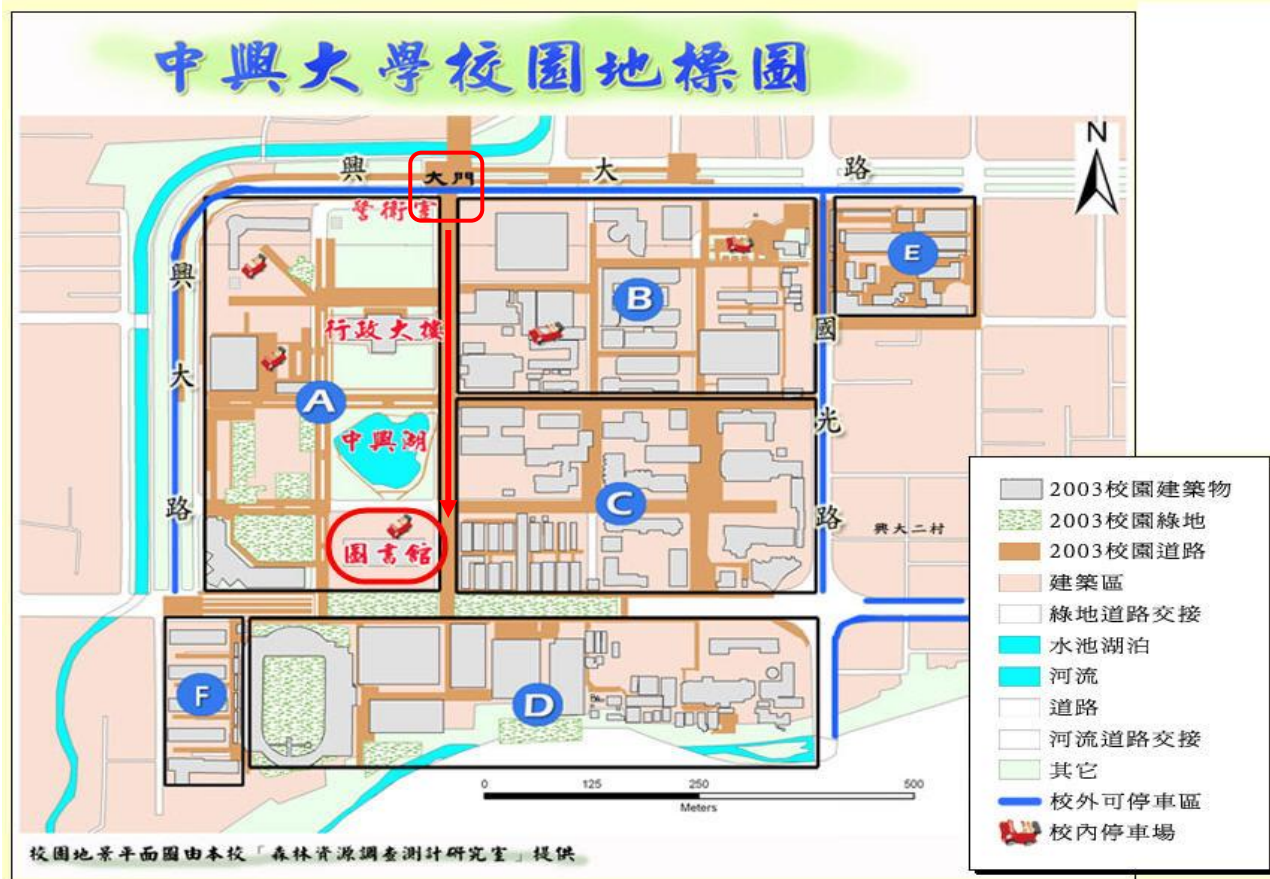 中興大學校園地標圖
N
興 大 路
大門
警衛室
E
B
興
大
路
行政大樓
國
光
路
A
中興湖
C
圖書館
興大二村
F
D
0 125 250 500
Meters
校園地景平面圖由本校「森林資源調查測計研究室」提供
2003校園建築物
2003校園綠地
2003校園道路
建築區
綠地道路交接
水池湖泊
河流
道路
河流道路交接
其它
校外可停車區
校內停車場